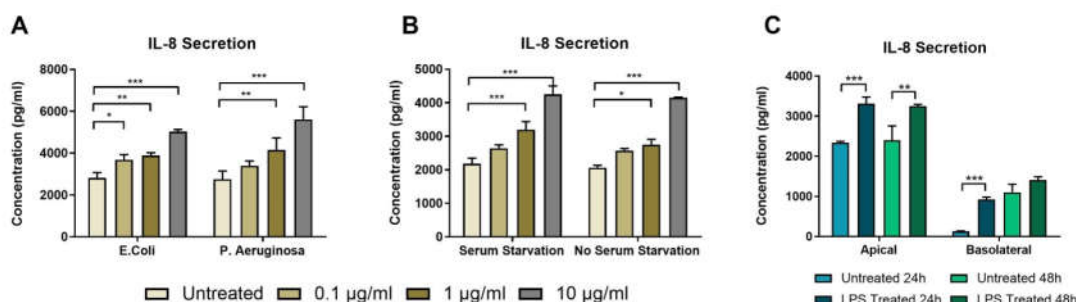 A
IL-8 Secretion
Concentration (pg/ml)
8000
6000
4000
2000
0
***
**
*
***
**
E.Coli
P. Aeruginosa
B
IL-8 Secretion
Concentration (pg/ml)
5000
4000
3000
2000
1000
0
***
***
***
*
Serum Starvation
No Serum Starvation
Untreated
0.1 µg/ml
1 µg/ml
10 µg/ml
C
IL-8 Secretion
Concentration (pg/ml)
4000
3000
2000
1000
0
***
**
***
Apical
Basolateral
Untreated 24h
Untreated 48h
LPS Treated 24h
LPS Treated 48h